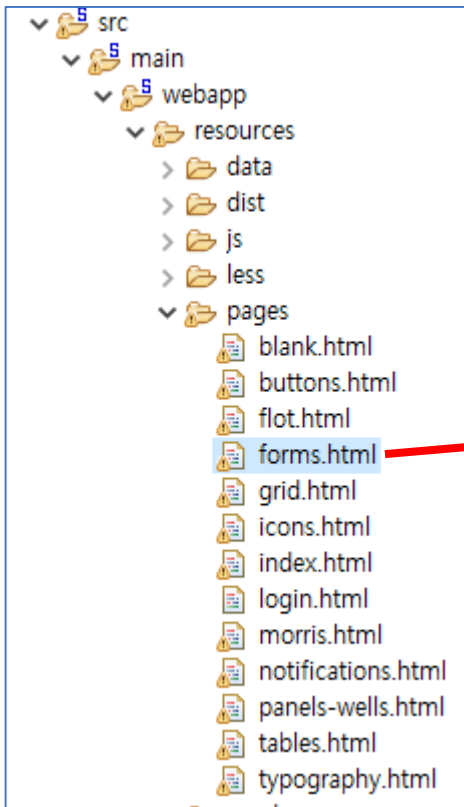 src
main
webapp
resources
data
dist
js
less
pages
blank.html
buttons.html
flot.html
forms.html
grid.html
icons.html
index.html
login.html
morris.html
notifications.html
panels-wells.html
tables.html
typography.html